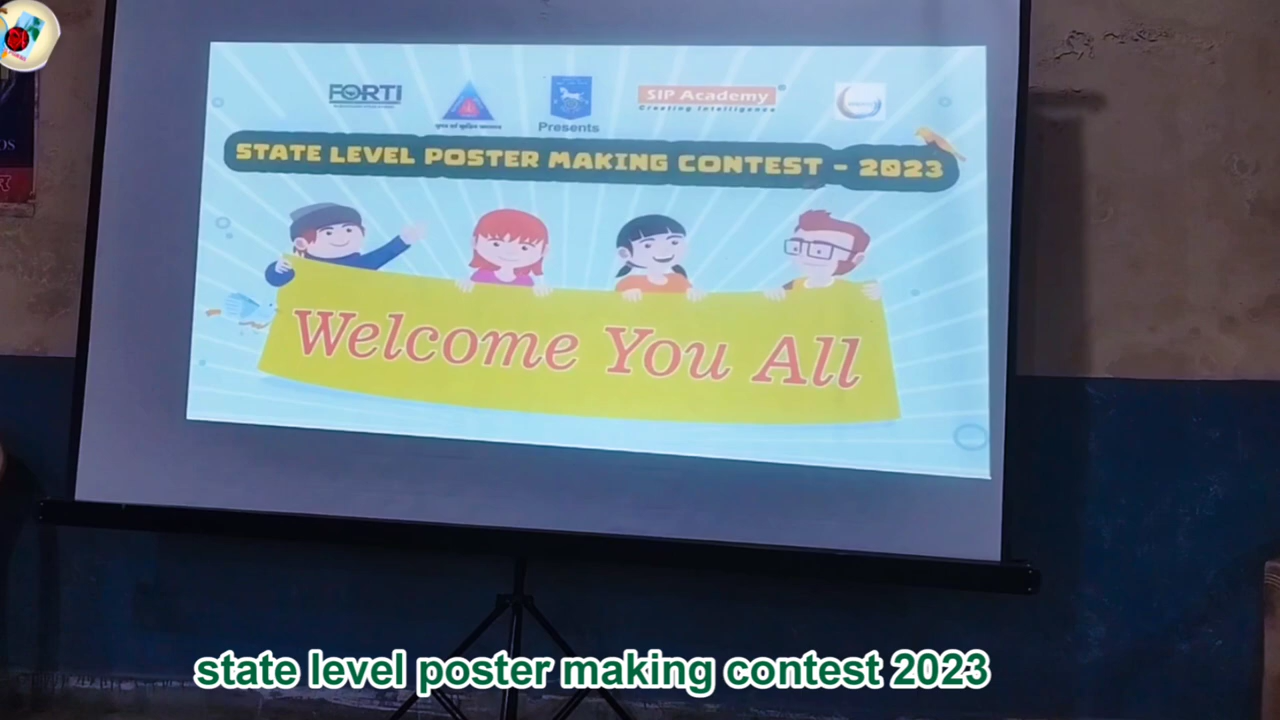 FORTI
SIP Academy
Creating Intelligence
Presents
STATE LEVEL POSTER MAKING CONTEST - 2023
Welcome You All
state level poster making contest 2023